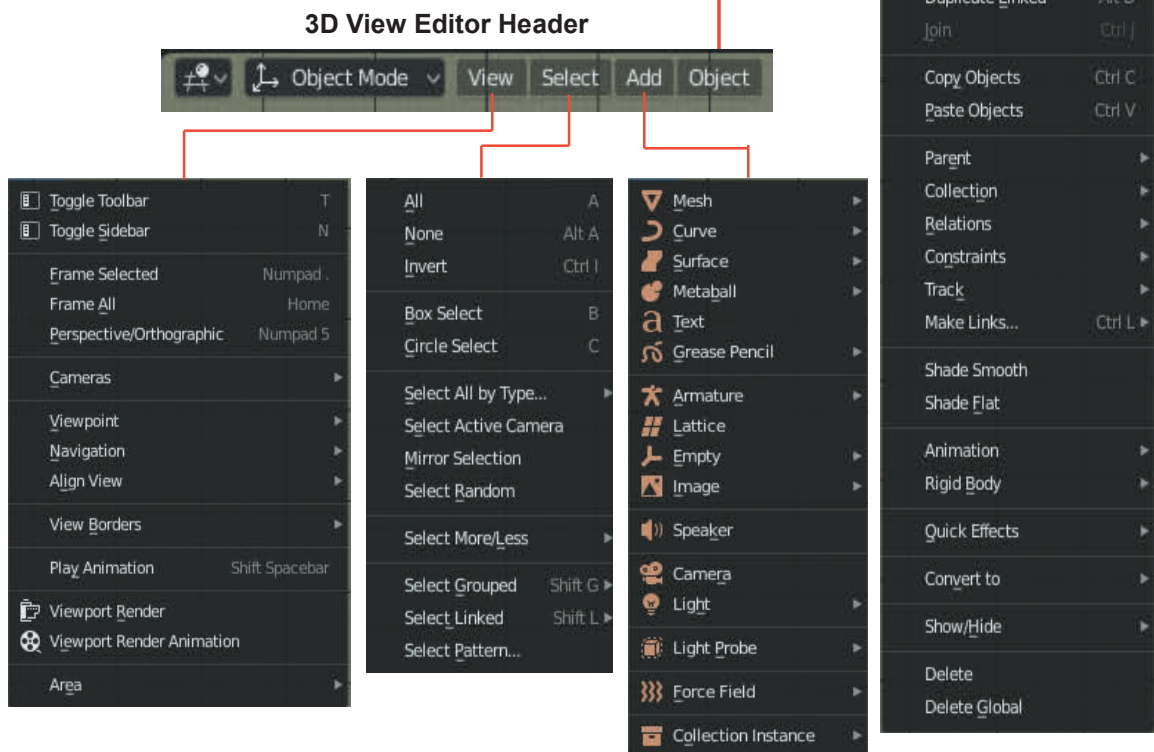 3D View Editor Header
Object Mode View Select Add Object
Toggle Toolbar T
Toggle Sidebar N
Frame Selected Numpad .
Frame All Home
Perspective/Orthographic Numpad 5
Cameras
Viewpoint
Navigation
Align View
View Borders
Play Animation Shift Spacebar
Viewport Render
Viewport Render Animation
Area
All A
None Alt A
Invert Ctrl I
Box Select B
Circle Select C
Select All by Type...
Select Active Camera
Mirror Selection
Select Random
Select More/Less
Select Grouped Shift G
Select Linked Shift L
Select Pattern...
Mesh
Curve
Surface
Metaball
Text
Grease Pencil
Armature
Lattice
Empty
Image
Speaker
Camera
Light
Light Probe
Force Field
Collection Instance
Duplicate Linked Alt D
Join Ctrl J
Copy Objects Ctrl C
Paste Objects Ctrl V
Parent
Collection
Relations
Constraints
Track
Make Links... Ctrl L
Shade Smooth
Shade Flat
Animation
Rigid Body
Quick Effects
Convert to
Show/Hide
Delete
Delete Global